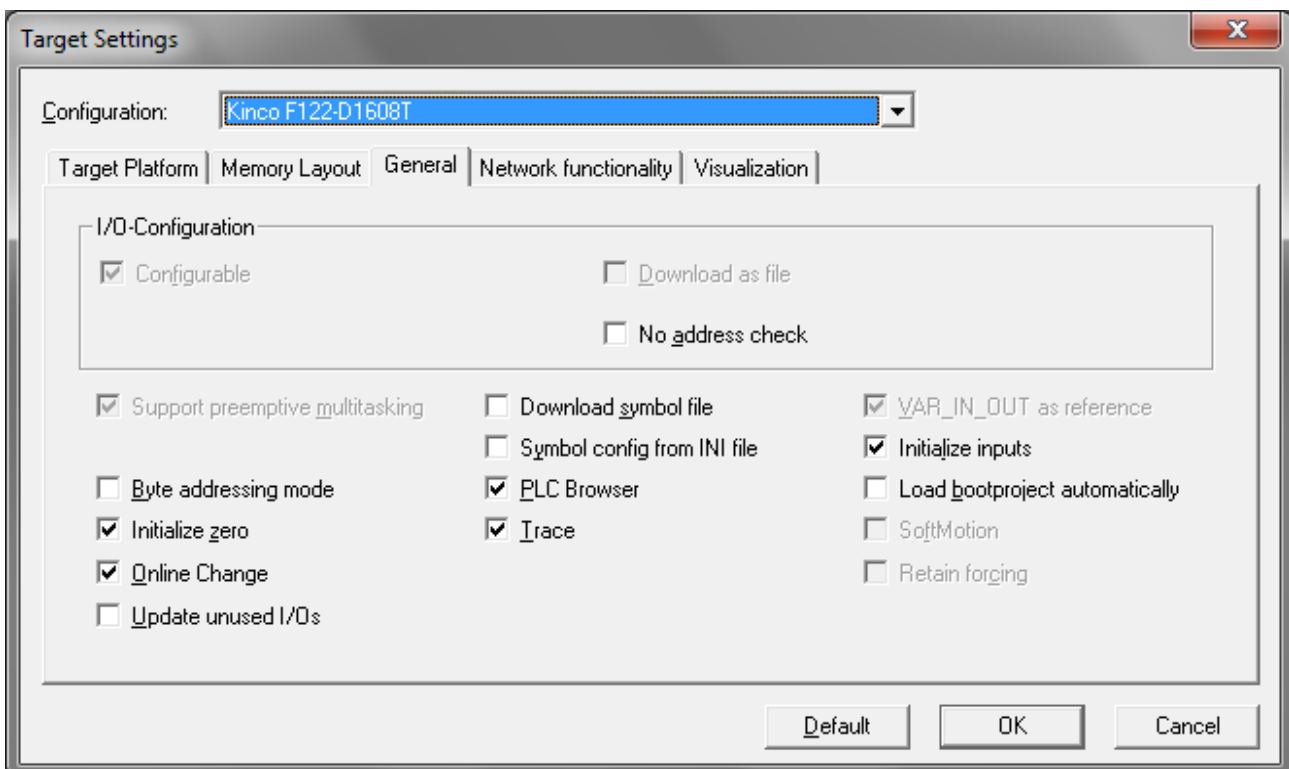 Target Settings
Configuration: Kinco F122-D1608T
Target Platform Memory Layout General Network functionality Visualization
I/O-Configuration
Configurable Download as file
No address check
Support preemptive multitasking Download symbol file VAR_IN_OUT as reference
Symbol config from INI file Initialize inputs
Byte addressing mode PLC Browser Load bootproject automatically
Initialize zero Trace SoftMotion
Online Change Retain forcing
Update unused I/Os
Default OK Cancel